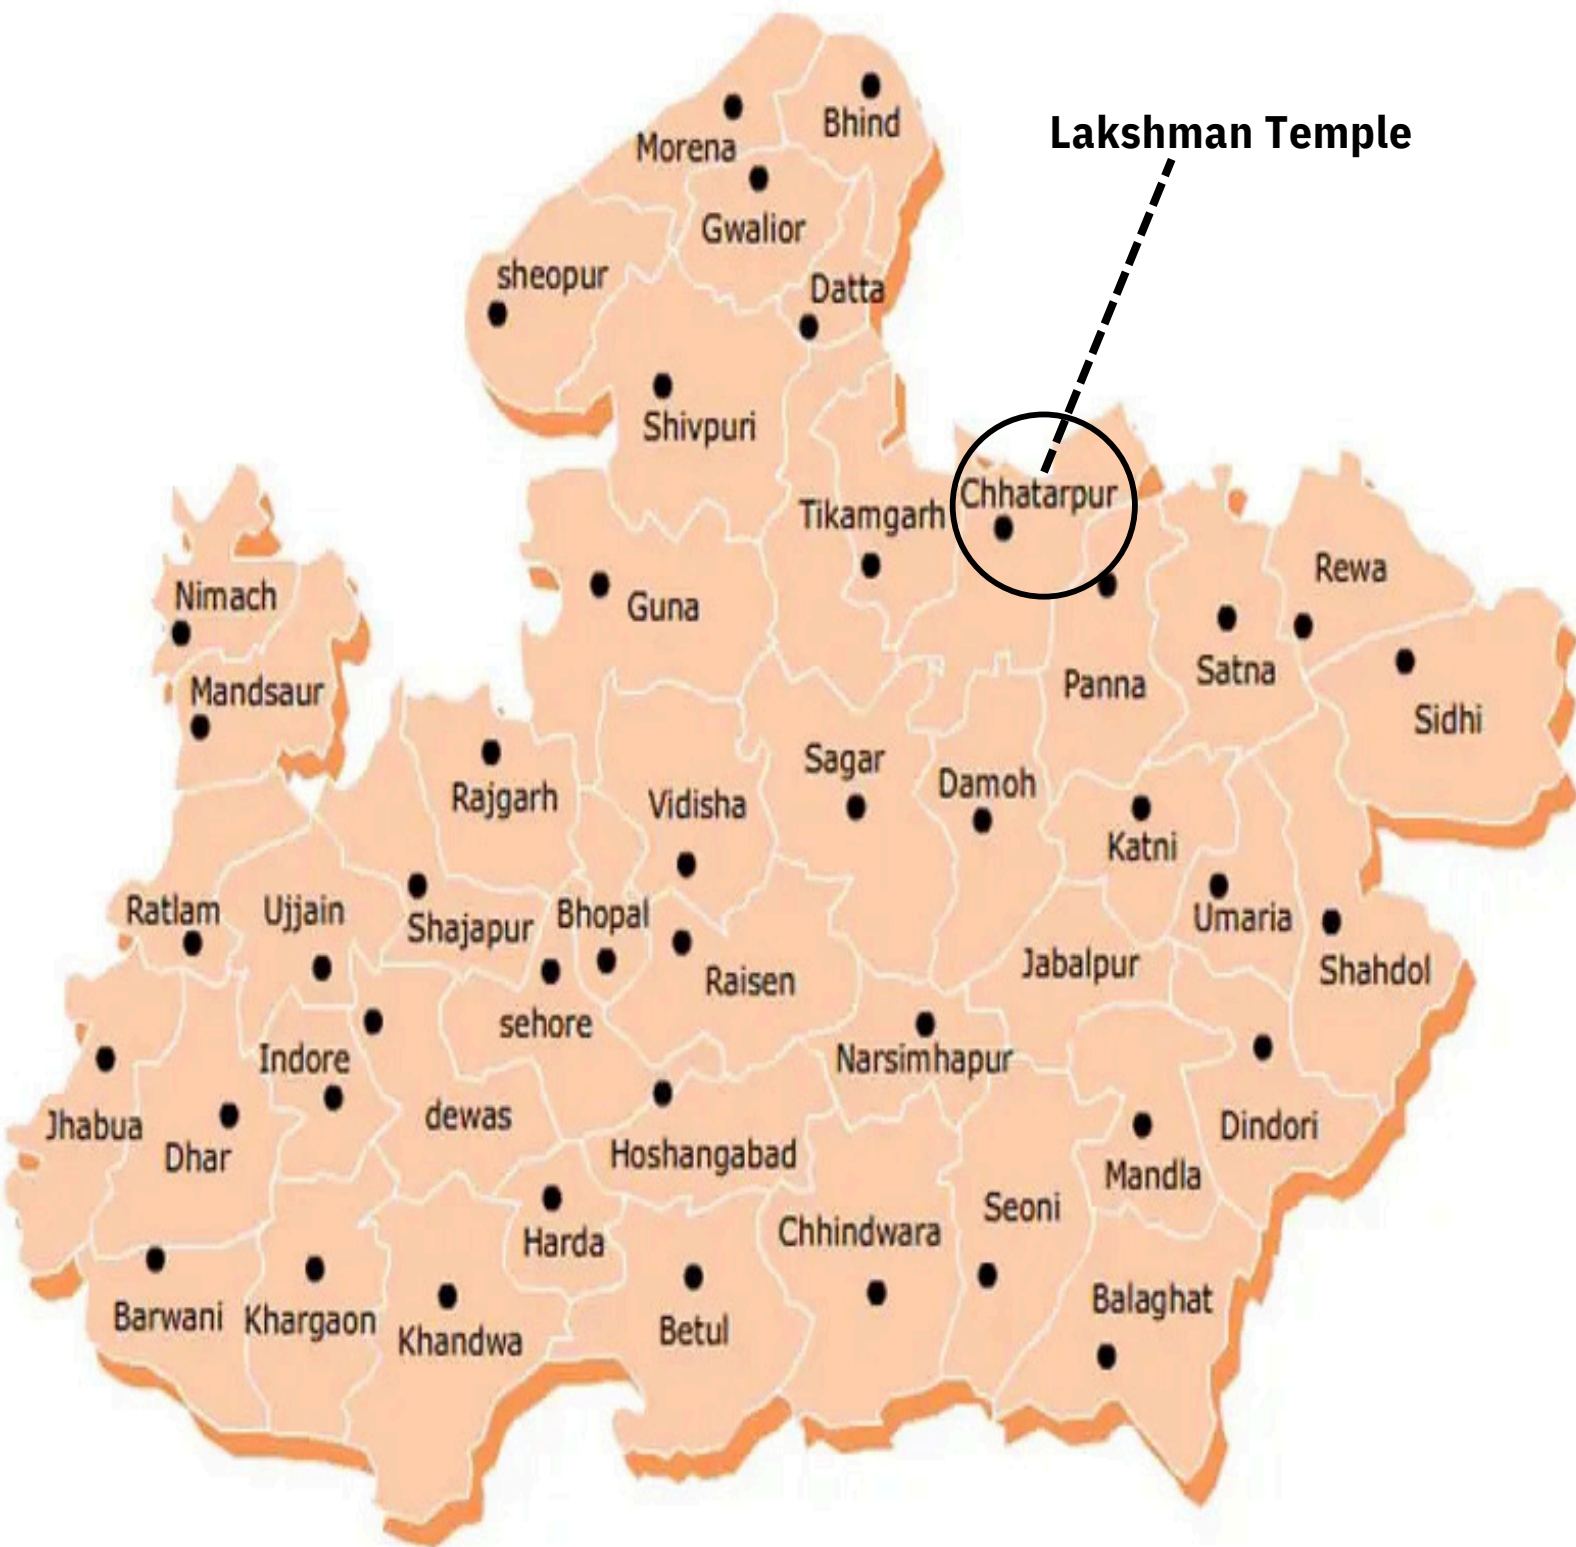 Bhind
Lakshman Temple
Morena
Gwalior
sheopur
Datta
Shivpuri
Chhatarpur
Tikamgarh
Rewa
Nimach
Guna
Satna
Panna
Mandsaur
Sidhi
Sagar
Damoh
Rajgarh
Vidisha
Katni
Ratlam
Ujjain
Shajapur
Bhopal
Umaria
Jabalpur
Shahdol
Raisen
sehore
Indore
Narsimhapur
Jhabua
dewas
Dindori
Dhar
Hoshangabad
Mandla
Seoni
Chhindwara
Harda
Balaghat
Barwani
Khargaon
Khandwa
Betul